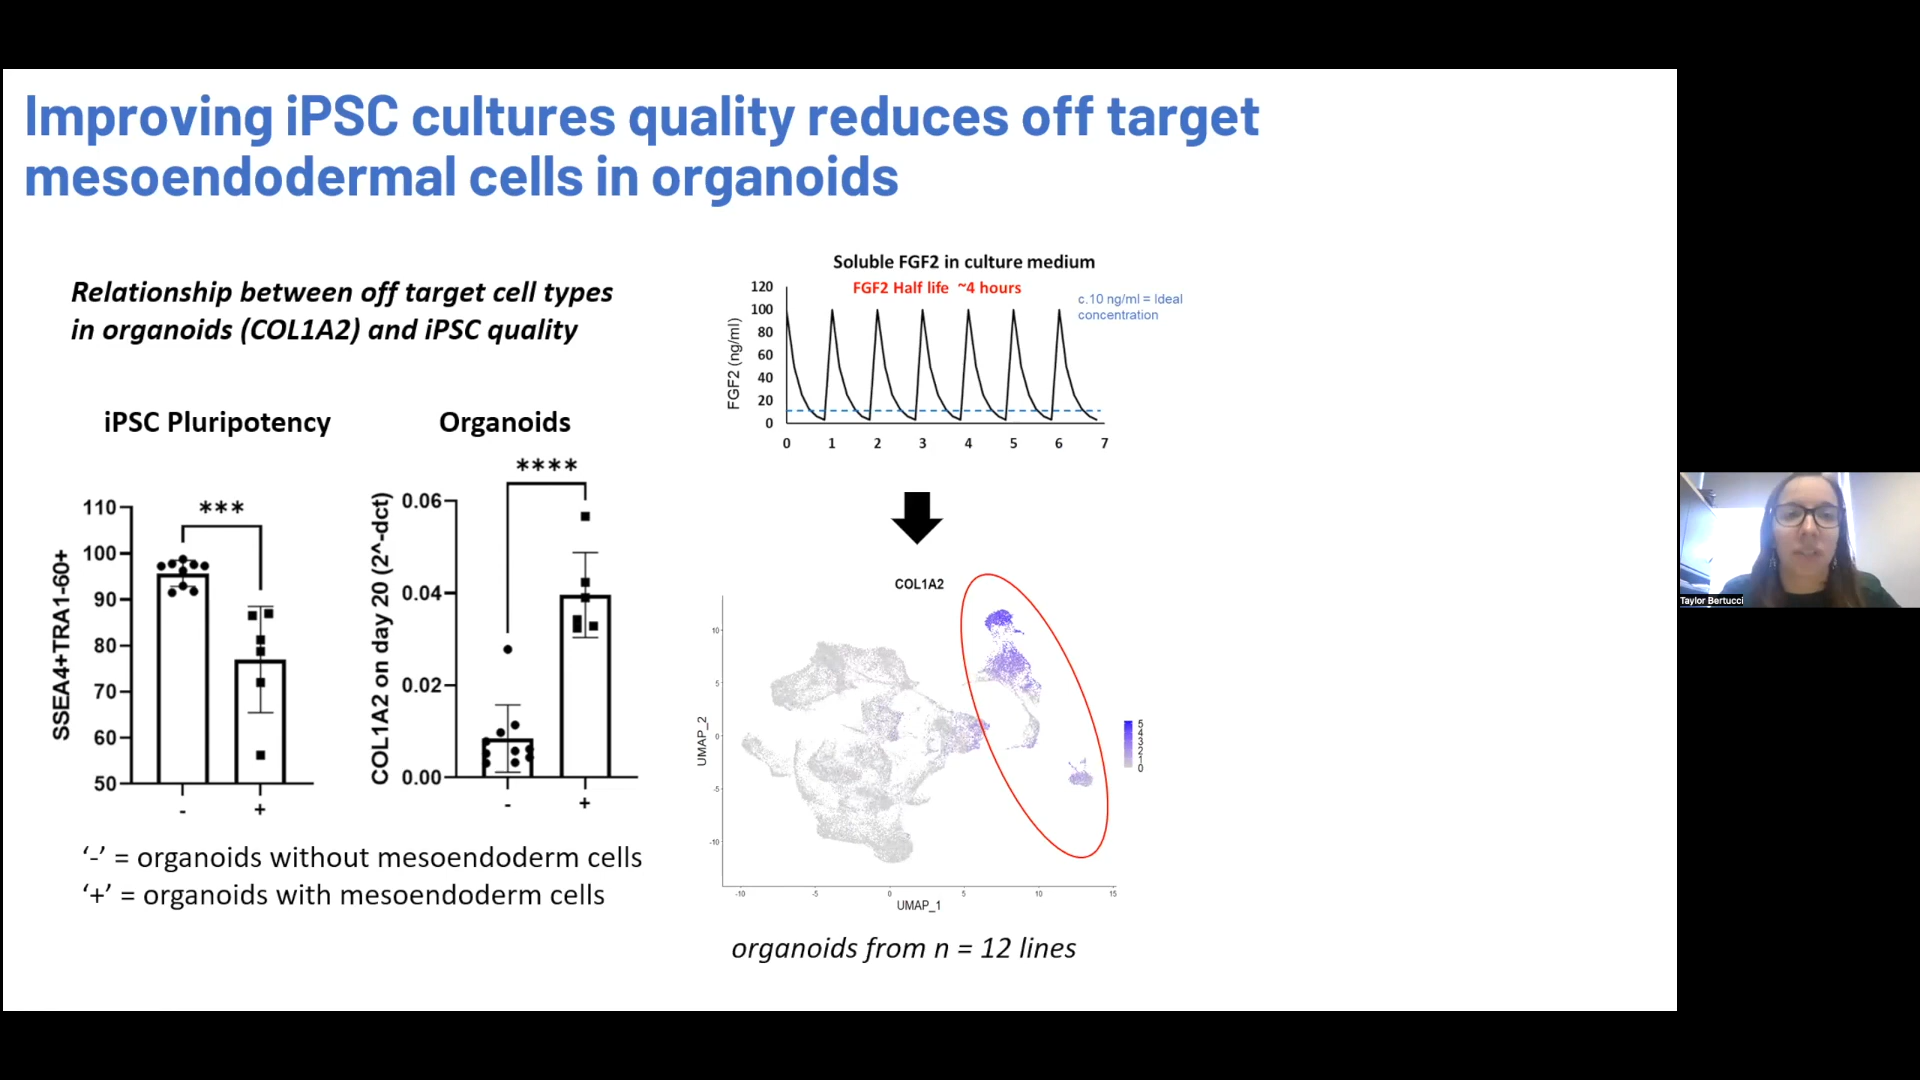 Improving iPSC cultures quality reduces off target
mesoendodermal cells in organoids
Relationship between off target cell types
in organoids (COL1A2) and iPSC quality
iPSC Pluripotency
SSEA4+TRA1-60+
110
100
90
80
70
60
50
***
-
+
Organoids
COL1A2 on day 20 (2^-dct)
0.06
0.04
0.02
0.00
****
-
+
‘-’ = organoids without mesoendoderm cells
‘+’ = organoids with mesoendoderm cells
Soluble FGF2 in culture medium
FGF2 Half life ~4 hours
c.10 ng/ml = Ideal
concentration
FGF2 (ng/ml)
120
100
80
60
40
20
0
0 1 2 3 4 5 6 7
COL1A2
UMAP_2
10
5
0
-5
-10
-10 -5 0 5 10 15
UMAP_1
5
4
3
2
1
0
organoids from n = 12 lines
Taylor Bertucci